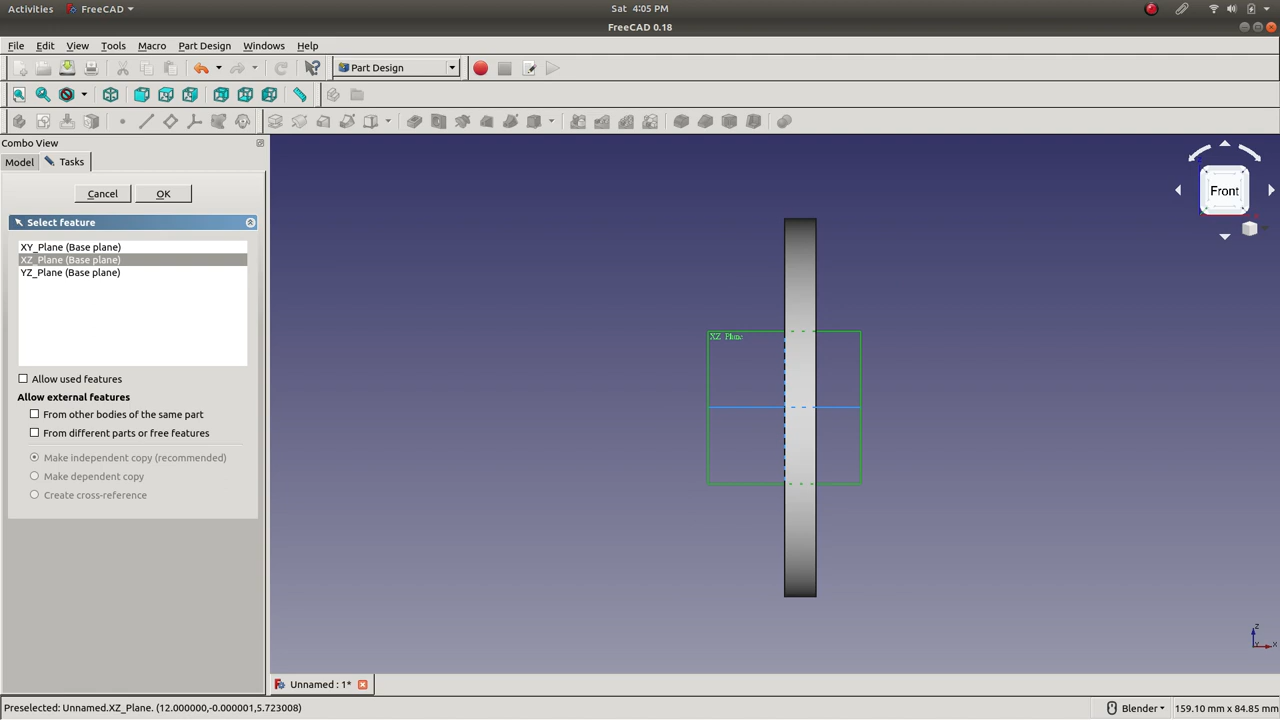 Activities FreeCAD Sat 4:05 PM
FreeCAD 0.18
File Edit View Tools Macro Part Design Windows Help
Part Design
Combo View
Model Tasks
Cancel OK
Select feature
XY_Plane (Base plane)
XZ_Plane (Base plane)
YZ_Plane (Base plane)
Allow used features
Allow external features
From other bodies of the same part
From different parts or free features
Make independent copy (recommended)
Make dependent copy
Create cross-reference
XZ_Plane
Front
Z
Y
X
Unnamed : 1*
Preselected: Unnamed.XZ_Plane. (12.000000,-0.000001,5.723008) Blender 159.10 mm x 84.85 mm